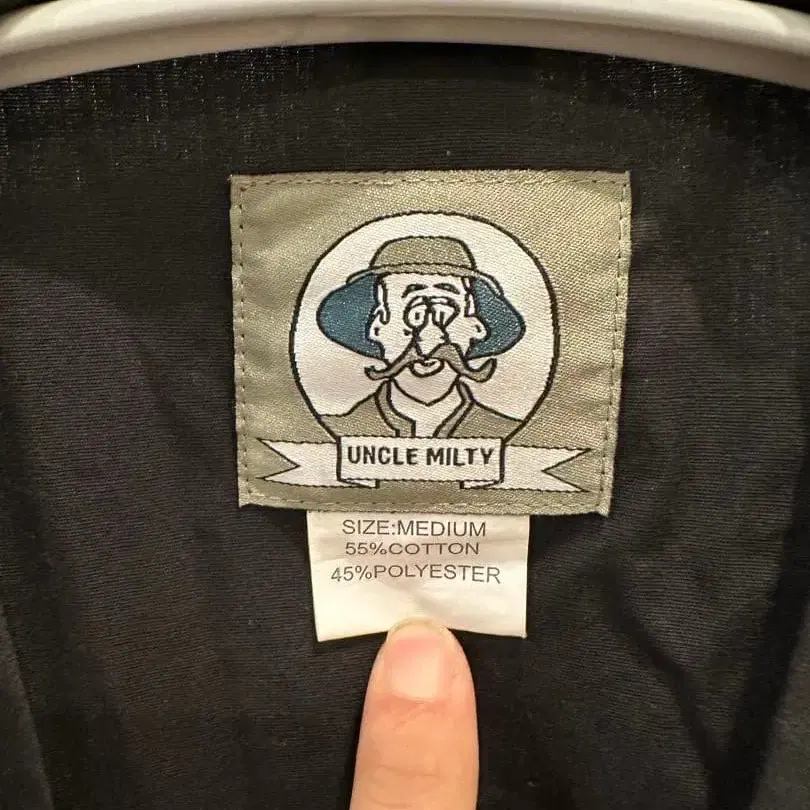 UNCLE MILTY
SIZE:MEDIUM
55%COTTON
45%POLYESTER